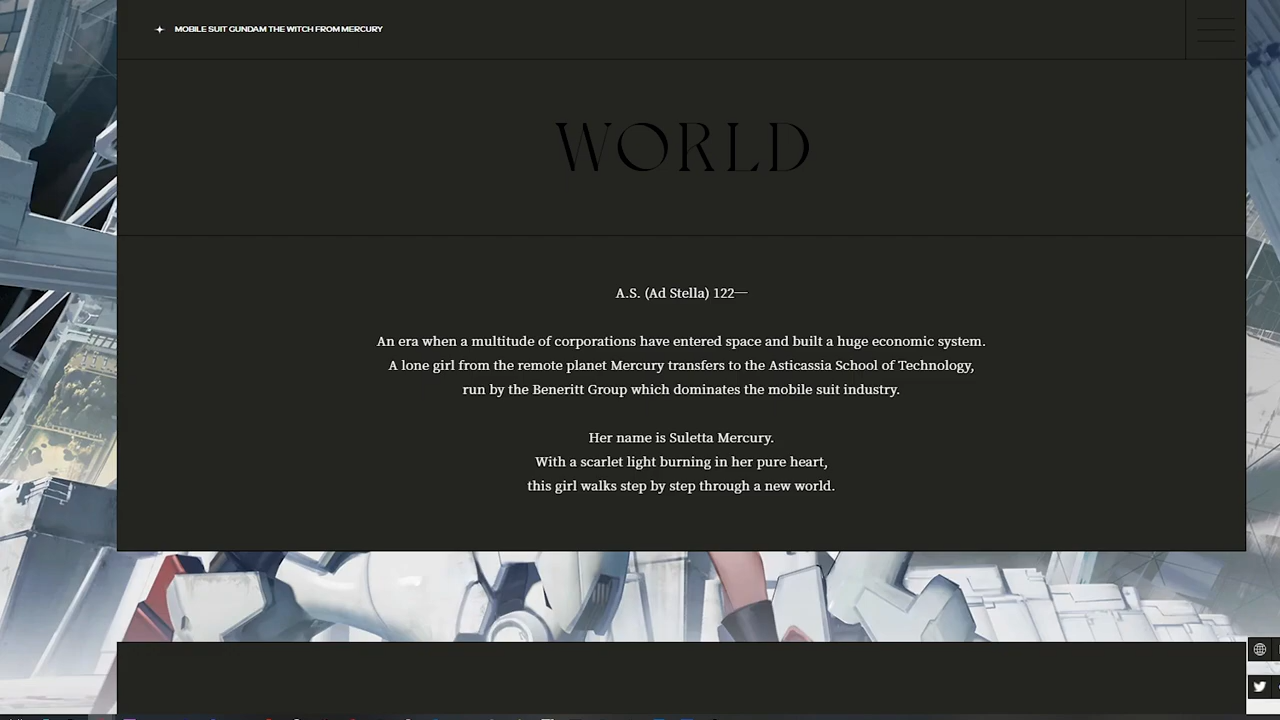 MOBILE SUIT GUNDAM THE WITCH FROM MERCURY
WORLD
A.S. (Ad Stella) 122—
An era when a multitude of corporations have entered space and built a huge economic system.
A lone girl from the remote planet Mercury transfers to the Asticassia School of Technology,
run by the Beneritt Group which dominates the mobile suit industry.
Her name is Suletta Mercury.
With a scarlet light burning in her pure heart,
this girl walks step by step through a new world.